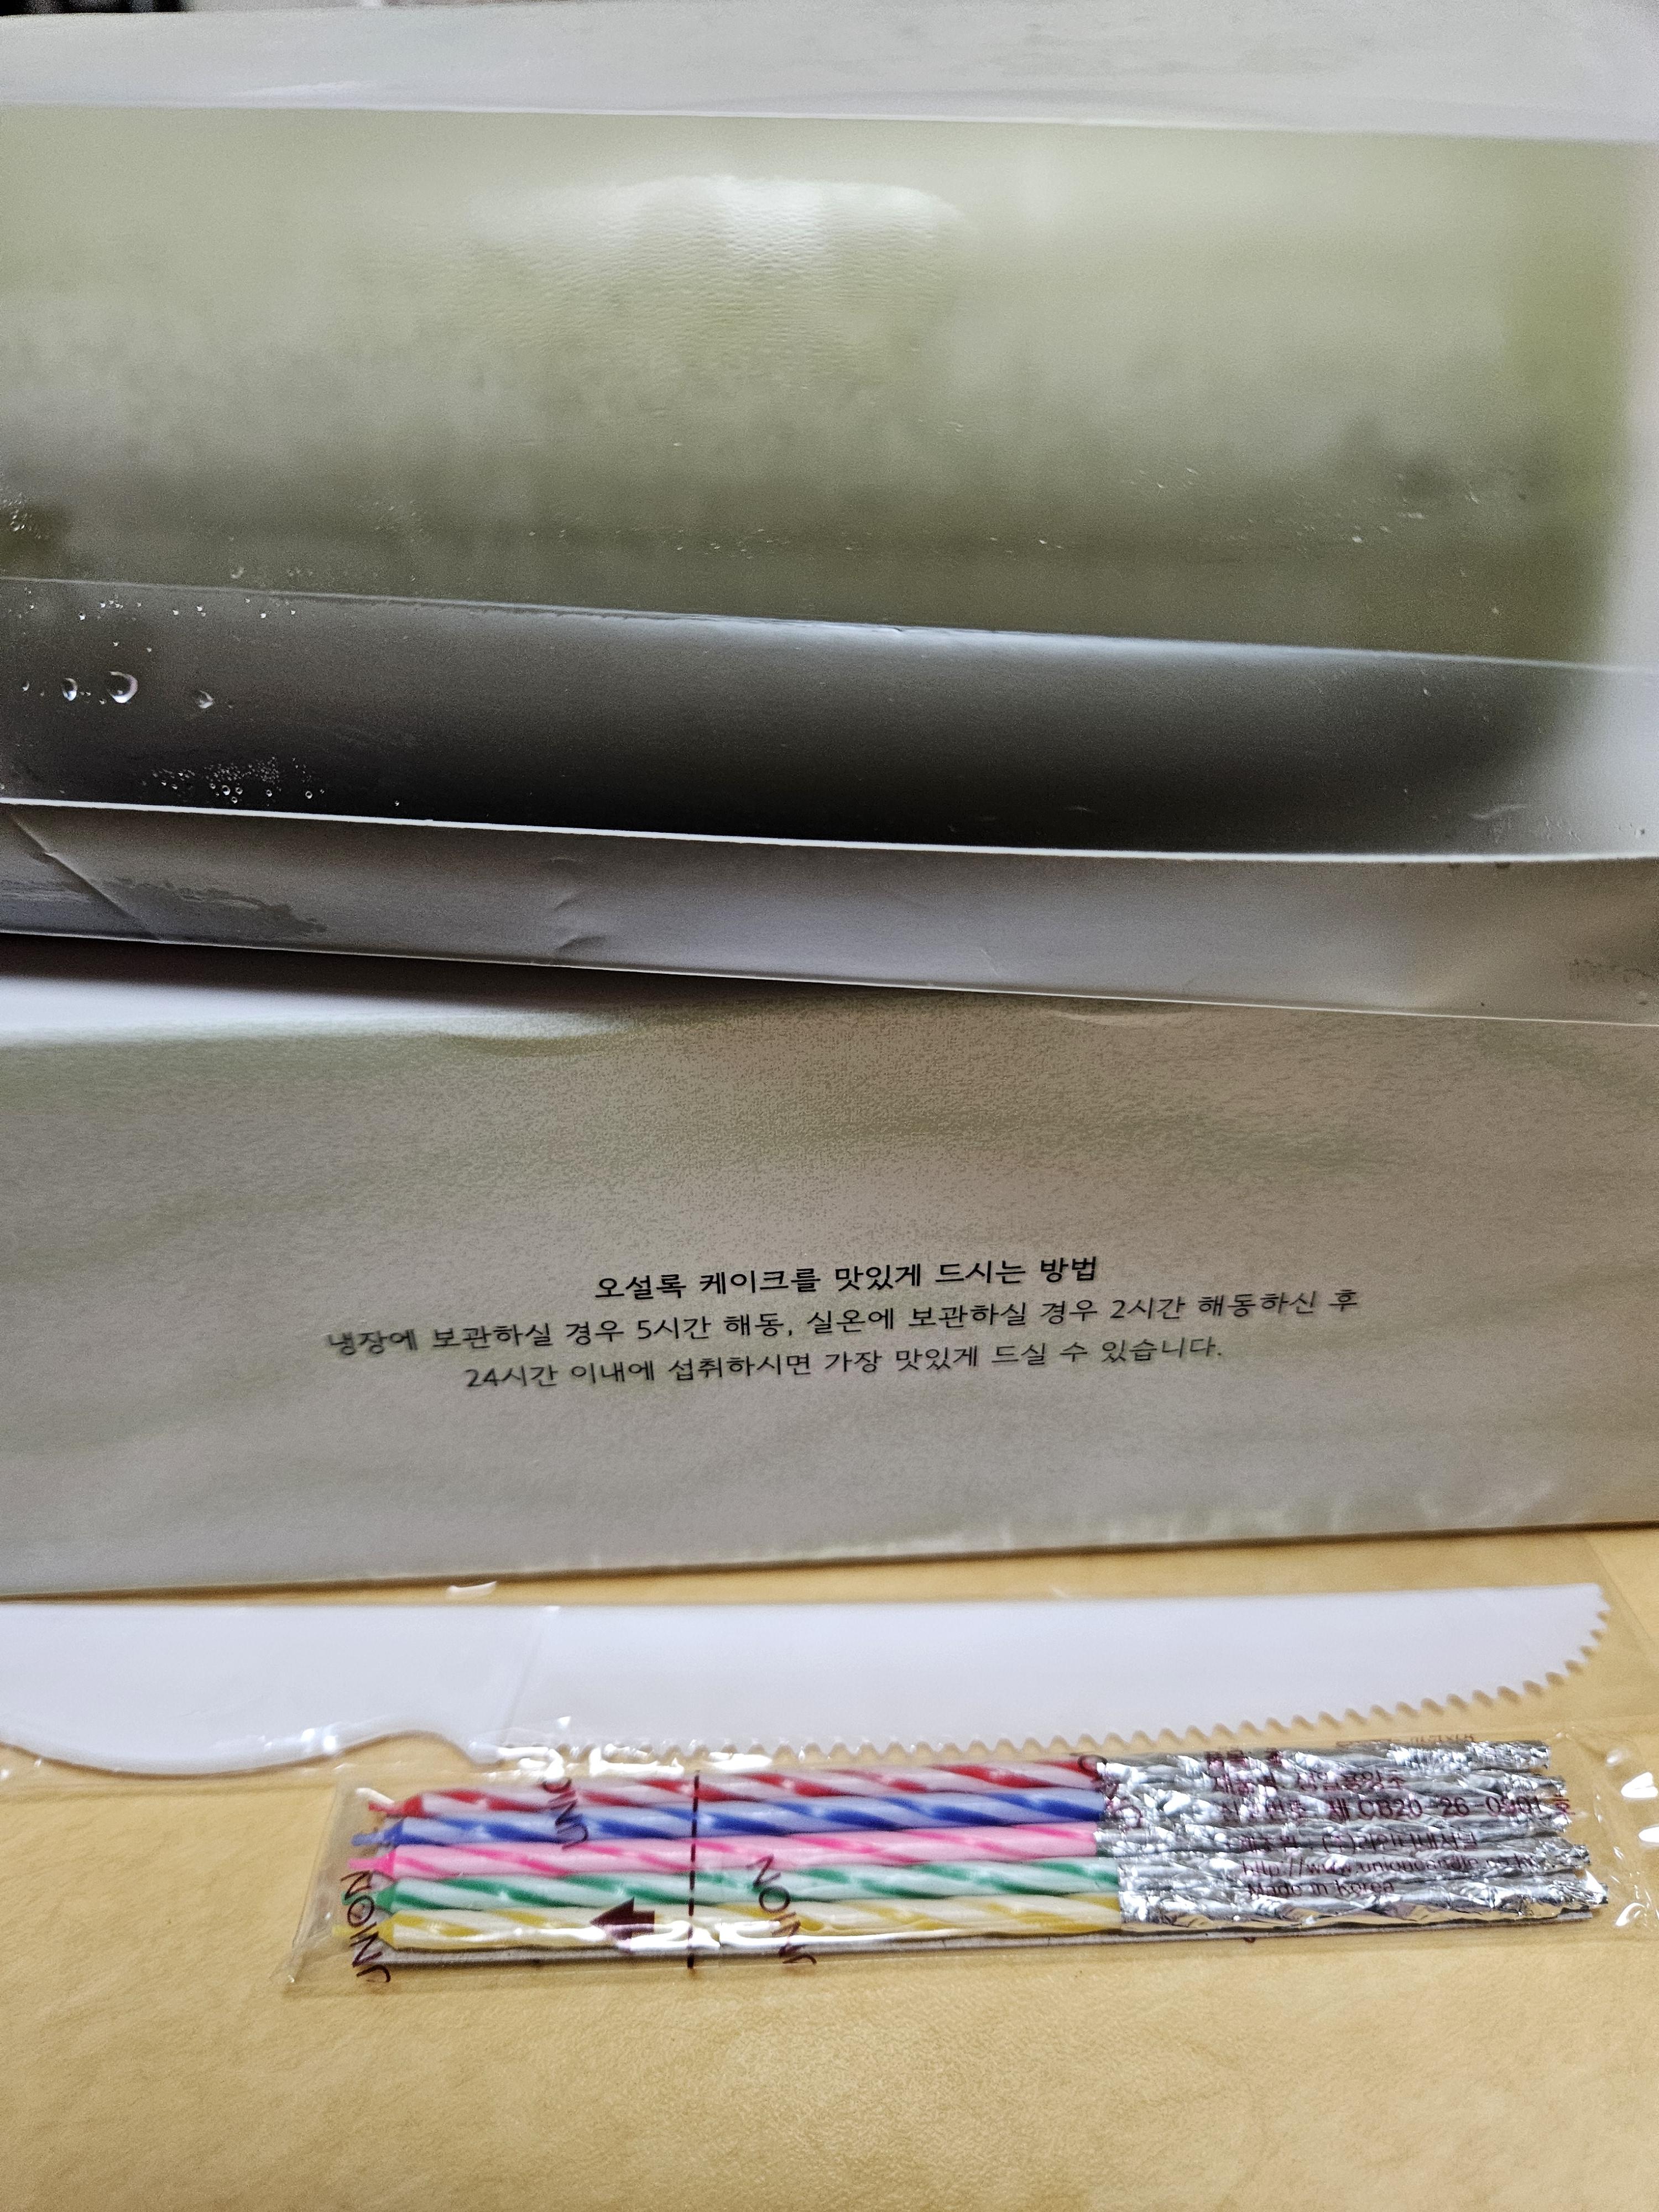 오설록 케이크를 맛있게 드시는 방법
냉장에 보관하실 경우 5시간 해동, 실온에 보관하실 경우 2시간 해동하신 후
24시간 이내에 섭취하시면 가장 맛있게 드실 수 있습니다.
UNION
UNION
Made in Korea